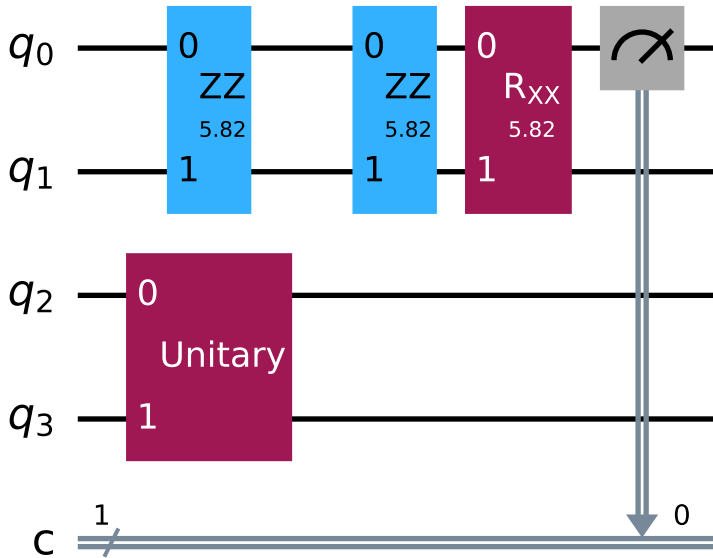 q0 0 0 0
ZZ ZZ RXX
5.82 5.82 5.82
q1 1 1 1
q2 0
Unitary
q3 1
1 0
c